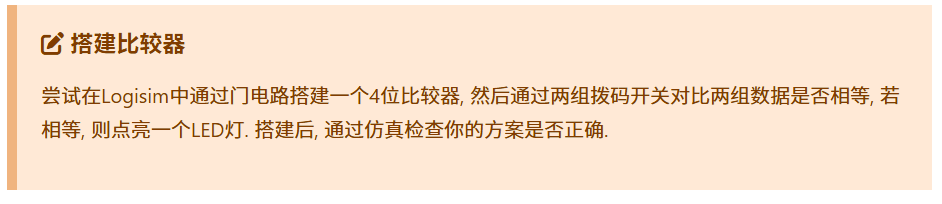 搭建比较器
尝试在Logisim中通过门电路搭建一个4位比较器, 然后通过两组拨码开关对比两组数据是否相等, 若
相等, 则点亮一个LED灯. 搭建后, 通过仿真检查你的方案是否正确.